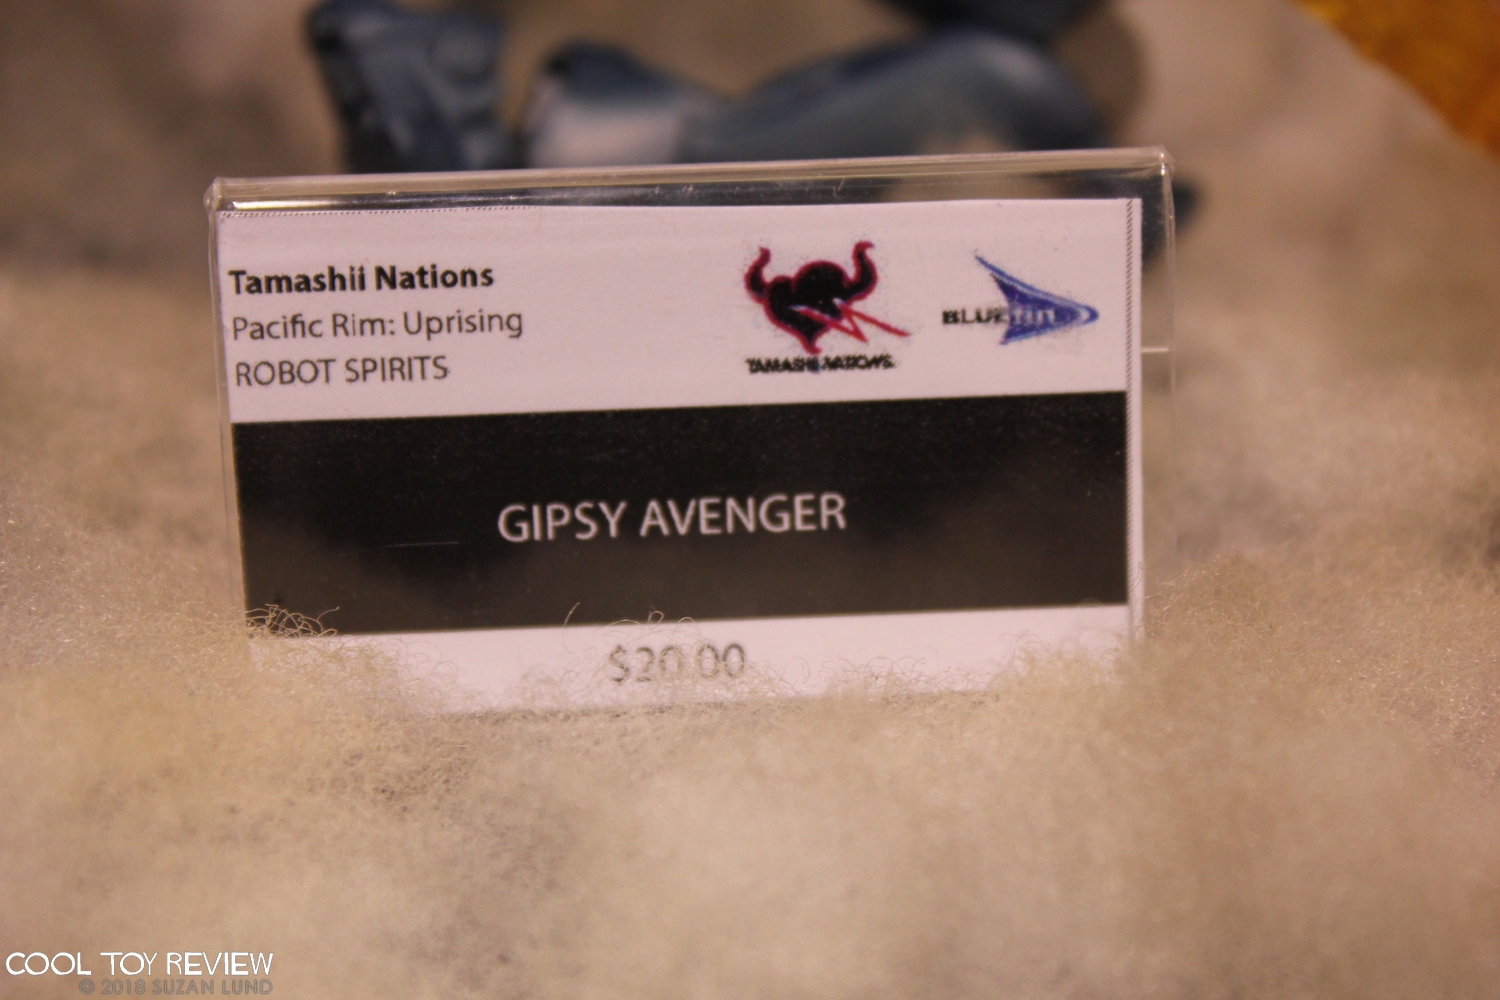 Tamashii Nations
Pacific Rim: Uprising
ROBOT SPIRITS
TAMASHII NATIONS
BLUEFIN
GIPSY AVENGER
$20.00
COOL TOY REVIEW
© 2018 SUZAN LUND